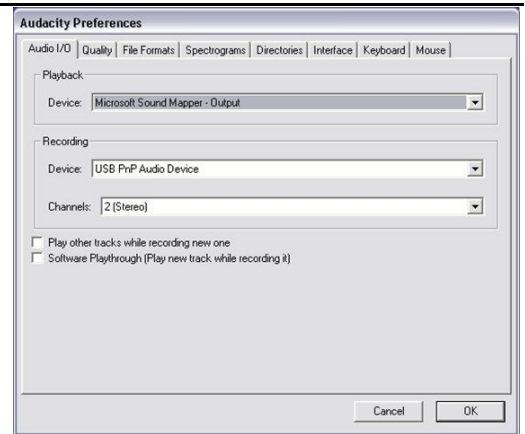 Audacity Preferences
Audio I/O Quality File Formats Spectrograms Directories Interface Keyboard Mouse
Playback
Device: Microsoft Sound Mapper - Output
Recording
Device: USB PnP Audio Device
Channels: 2 (Stereo)
Play other tracks while recording new one
Software Playthrough (Play new track while recording it)
Cancel OK